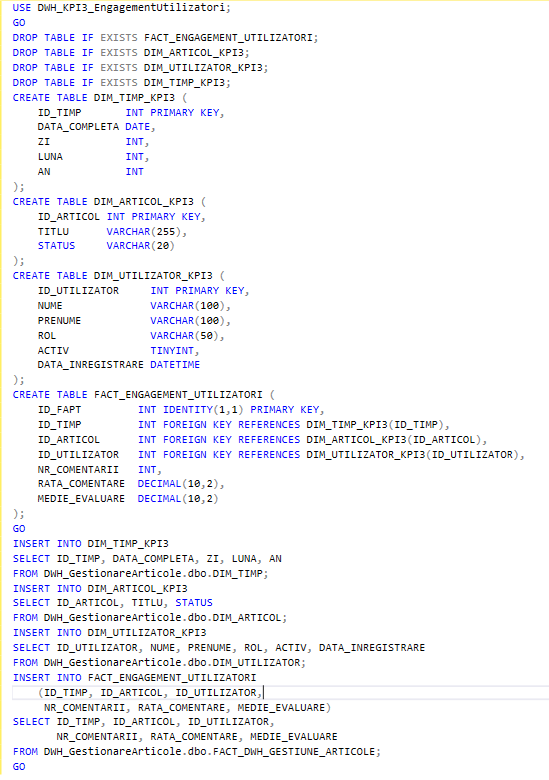 USE DWH_KPI3_EngagementUtilizatori;
GO
DROP TABLE IF EXISTS FACT_ENGAGEMENT_UTILIZATORI;
DROP TABLE IF EXISTS DIM_ARTICOL_KPI3;
DROP TABLE IF EXISTS DIM_UTILIZATOR_KPI3;
DROP TABLE IF EXISTS DIM_TIMP_KPI3;
CREATE TABLE DIM_TIMP_KPI3 (
    ID_TIMP       INT PRIMARY KEY,
    DATA_COMPLETA DATE,
    ZI            INT,
    LUNA          INT,
    AN            INT
);
CREATE TABLE DIM_ARTICOL_KPI3 (
    ID_ARTICOL INT PRIMARY KEY,
    TITLU      VARCHAR(255),
    STATUS     VARCHAR(20)
);
CREATE TABLE DIM_UTILIZATOR_KPI3 (
    ID_UTILIZATOR     INT PRIMARY KEY,
    NUME              VARCHAR(100),
    PRENUME           VARCHAR(100),
    ROL               VARCHAR(50),
    ACTIV             TINYINT,
    DATA_INREGISTRARE DATETIME
);
CREATE TABLE FACT_ENGAGEMENT_UTILIZATORI (
    ID_FAPT         INT IDENTITY(1,1) PRIMARY KEY,
    ID_TIMP         INT FOREIGN KEY REFERENCES DIM_TIMP_KPI3(ID_TIMP),
    ID_ARTICOL      INT FOREIGN KEY REFERENCES DIM_ARTICOL_KPI3(ID_ARTICOL),
    ID_UTILIZATOR   INT FOREIGN KEY REFERENCES DIM_UTILIZATOR_KPI3(ID_UTILIZATOR),
    NR_COMENTARII   INT,
    RATA_COMENTARE  DECIMAL(10,2),
    MEDIE_EVALUARE  DECIMAL(10,2)
);
GO
INSERT INTO DIM_TIMP_KPI3
SELECT ID_TIMP, DATA_COMPLETA, ZI, LUNA, AN
FROM DWH_GestionareArticole.dbo.DIM_TIMP;
INSERT INTO DIM_ARTICOL_KPI3
SELECT ID_ARTICOL, TITLU, STATUS
FROM DWH_GestionareArticole.dbo.DIM_ARTICOL;
INSERT INTO DIM_UTILIZATOR_KPI3
SELECT ID_UTILIZATOR, NUME, PRENUME, ROL, ACTIV, DATA_INREGISTRARE
FROM DWH_GestionareArticole.dbo.DIM_UTILIZATOR;
INSERT INTO FACT_ENGAGEMENT_UTILIZATORI
    (ID_TIMP, ID_ARTICOL, ID_UTILIZATOR,
     NR_COMENTARII, RATA_COMENTARE, MEDIE_EVALUARE)
SELECT ID_TIMP, ID_ARTICOL, ID_UTILIZATOR,
       NR_COMENTARII, RATA_COMENTARE, MEDIE_EVALUARE
FROM DWH_GestionareArticole.dbo.FACT_DWH_GESTIUNE_ARTICOLE;
GO